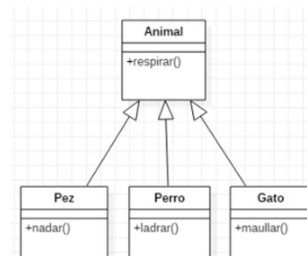 Animal
+respirar()
Pez
Perro
Gato
+nadar()
+ladrar()
+maullar()